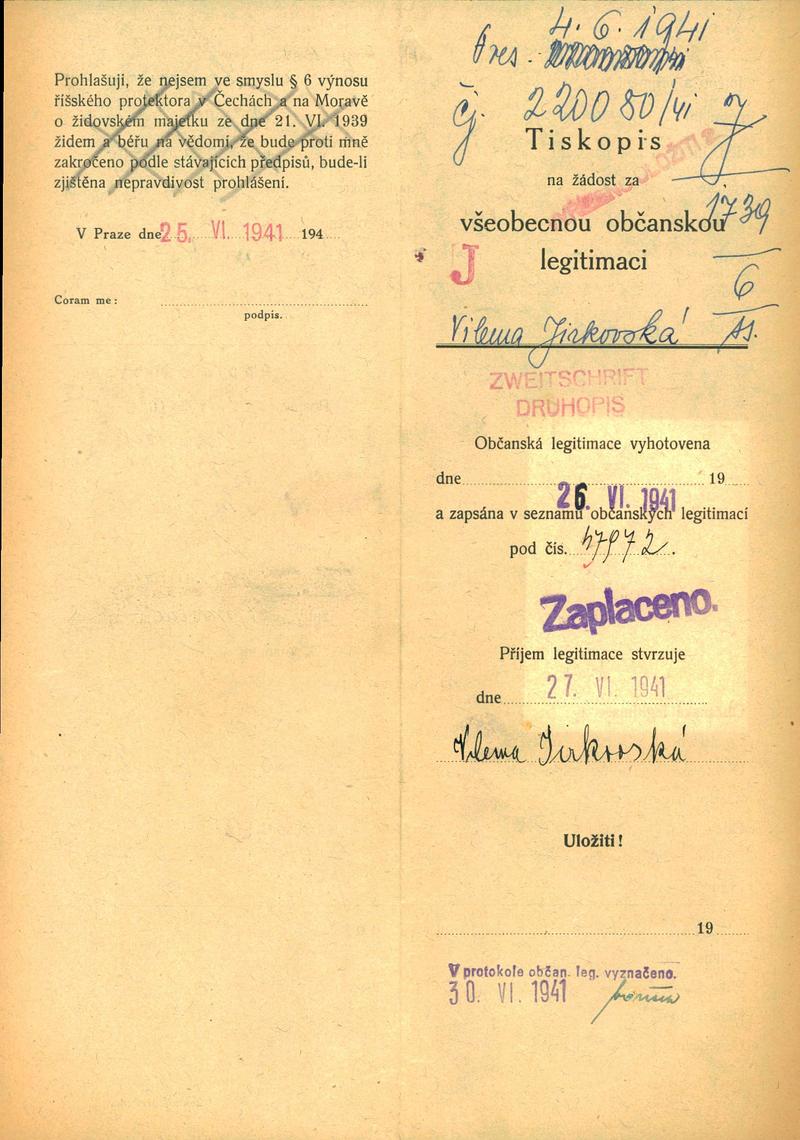 Prohlašuji, že nejsem ve smyslu § 6 výnosu
říšského protektora v Čechách a na Moravě
o židovském majetku ze dne 21. VI. 1939
židem a béřu na vědomí, že bude proti mně
zakročeno podle stávajících předpisů, bude-li
zjištěna nepravdivost prohlášení.
V Praze dne 25. VI. 1941 194
Coram me:
podpis.
4. 6. 1941
Pres.
Čj. 220080/41
Tiskopis
na žádost za
1739
všeobecnou občanskou
J legitimaci
6
Vilema Jirkovská
ZWEITSCHRIFT
DRUHOPIS
Občanská legitimace vyhotovena
dne 19
26. VI. 1941
a zapsána v seznamu občanských legitimací
pod čís. 47972.
Zaplaceno.
Příjem legitimace stvrzuje
dne 27. VI. 1941
Vilema Jirkovská
Uložiti!
19
V protokole občan. leg. vyznačeno.
30. VI. 1941